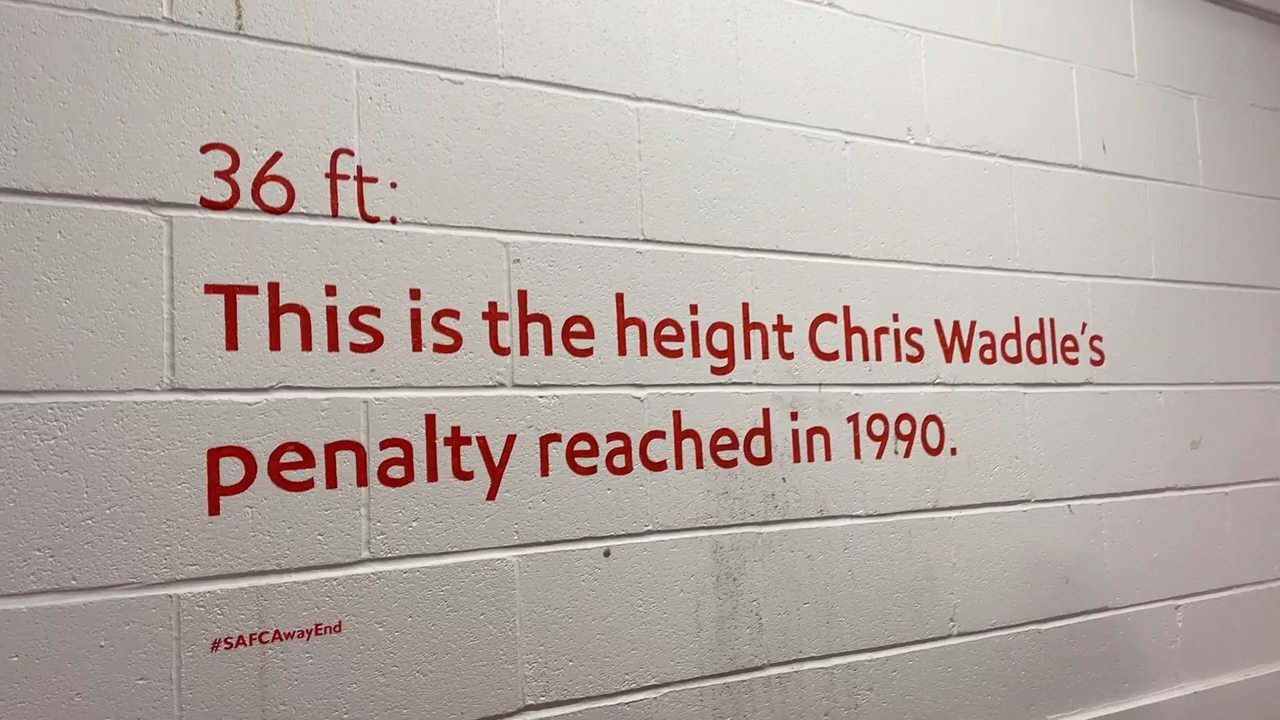 36 ft:
This is the height Chris Waddle's
penalty reached in 1990.
#SAFCAwayEnd